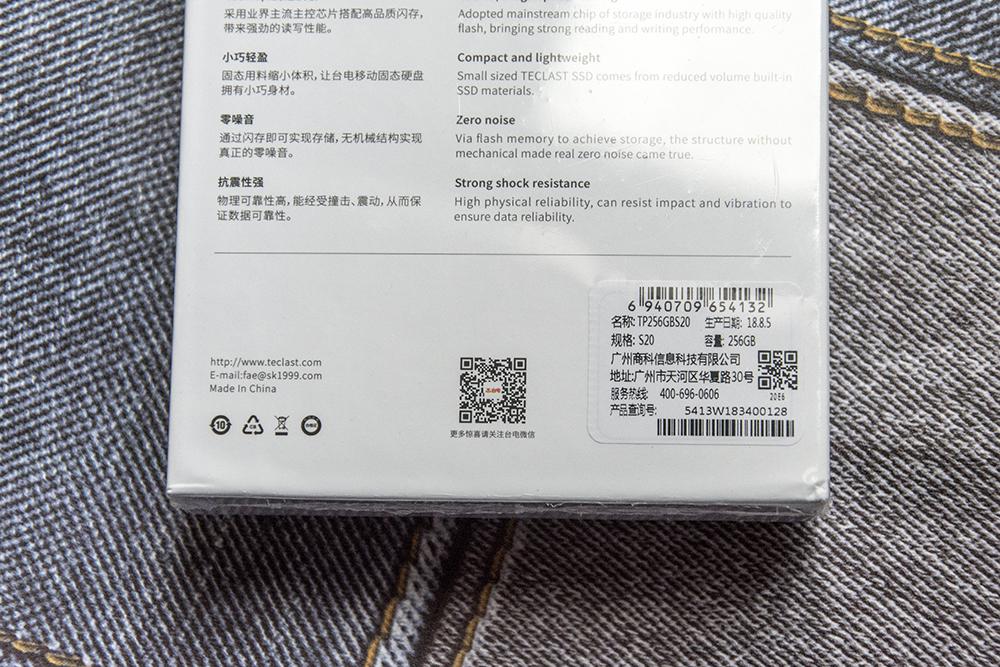 采用业界主流主控芯片搭配高品质闪存，
带来强劲的读写性能。
Adopted mainstream chip of storage industry with high quality
flash, bringing strong reading and writing performance.
小巧轻盈
固态用料缩小体积，让台电移动固态硬盘
拥有小巧身材。
Compact and lightweight
Small sized TECLAST SSD comes from reduced volume built-in
SSD materials.
零噪音
通过闪存即可实现存储，无机械结构实现
真正的零噪音。
Zero noise
Via flash memory to achieve storage, the structure without
mechanical made real zero noise came true.
抗震性强
物理可靠性高，能经受撞击、震动，从而保
证数据可靠性。
Strong shock resistance
High physical reliability, can resist impact and vibration to
ensure data reliability.
http://www.teclast.com
E-mail:fae@sk1999.com
Made In China
10
更多惊喜请关注台电微信
6 940709 654132
名称: TP256GBS20 生产日期: 18.8.5
规格: S20 容量: 256GB
广州商科信息科技有限公司
地址:广州市天河区华夏路30号
服务热线: 400-696-0606
20E6
产品查询号: 5413W183400128